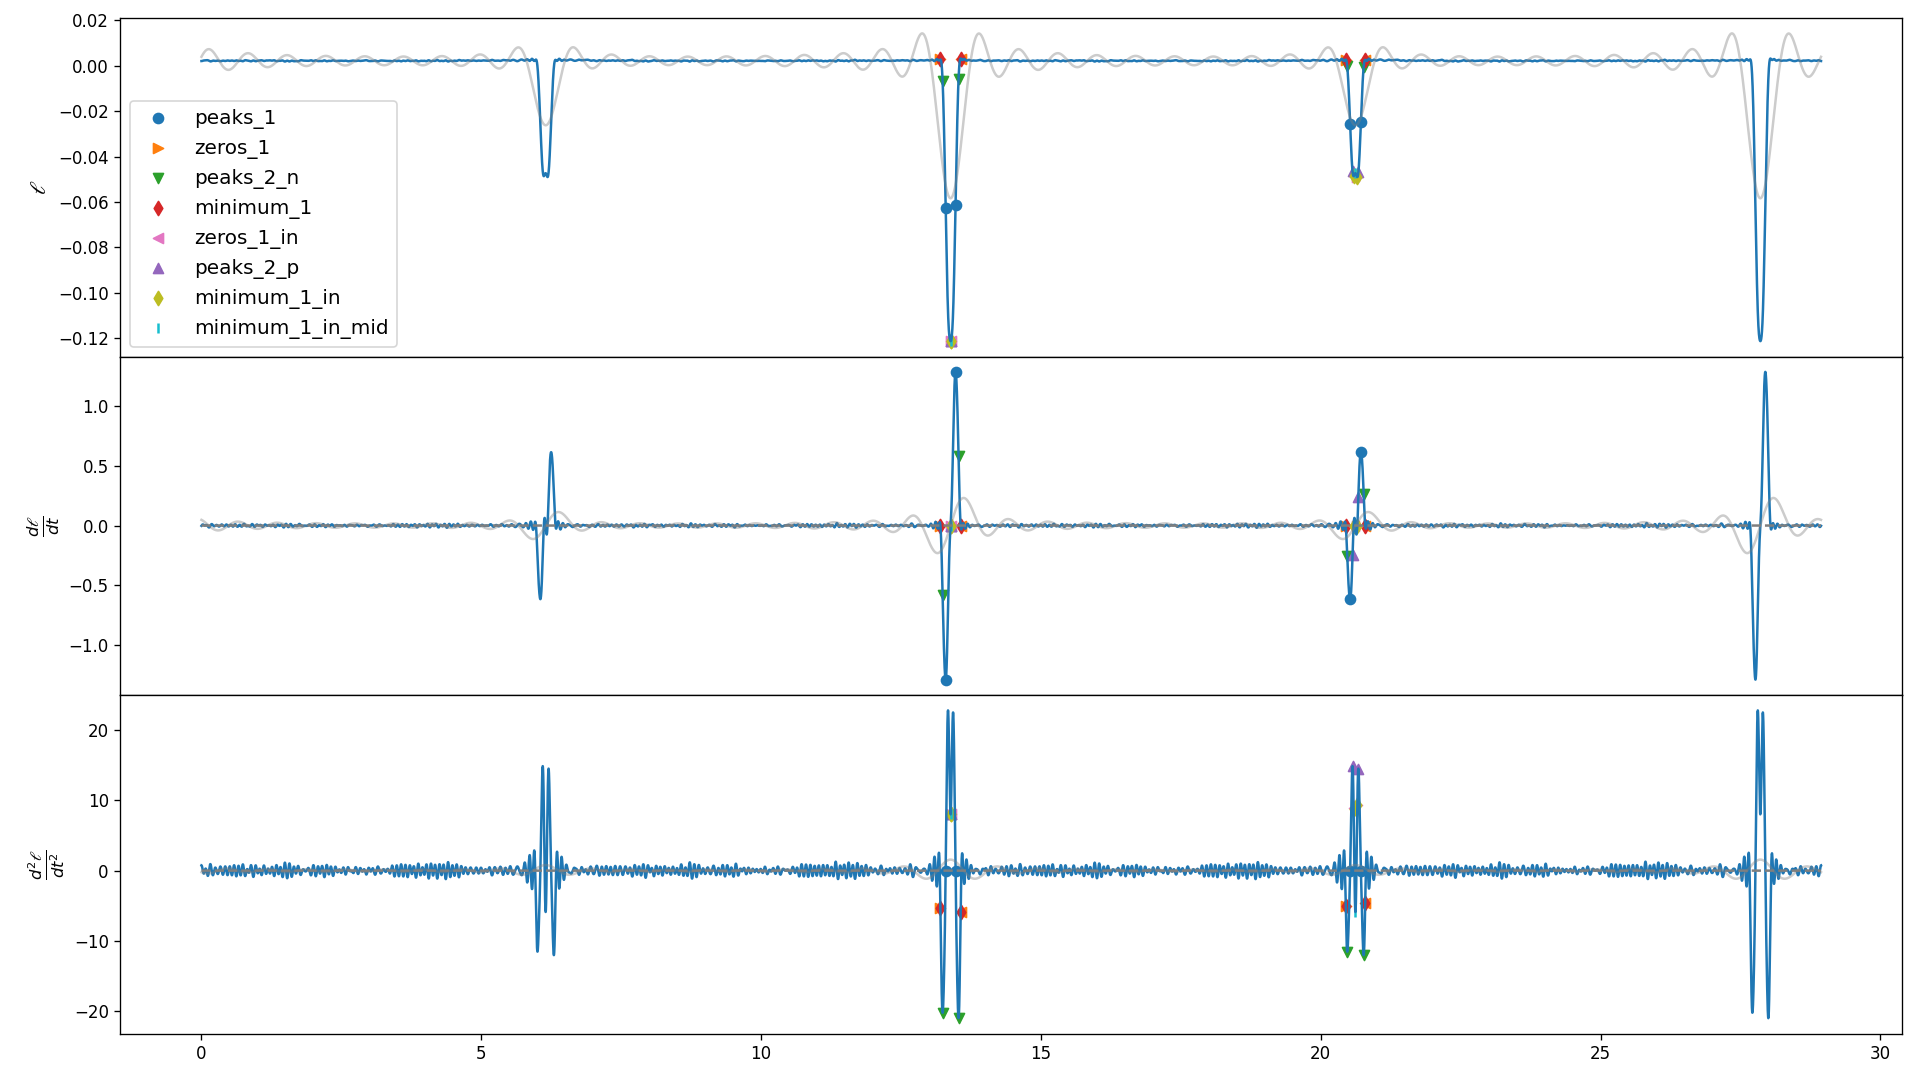 0.02
0.00
−0.02
−0.04
−0.06
−0.08
−0.10
−0.12
ℓ
peaks_1
zeros_1
peaks_2_n
minimum_1
zeros_1_in
peaks_2_p
minimum_1_in
minimum_1_in_mid
1.0
0.5
0.0
−0.5
−1.0
dℓ
dt
20
10
0
−10
−20
d²ℓ
dt²
0 5 10 15 20 25 30